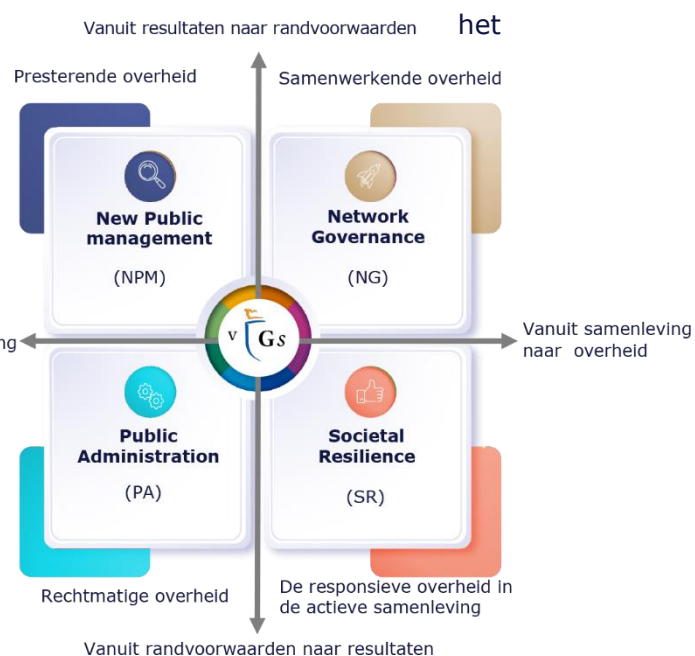 Vanuit resultaten naar randvoorwaarden
het
Presterende overheid
Samenwerkende overheid
New Public
management
(NPM)
Network
Governance
(NG)
v Gs
ng
Vanuit samenleving
naar overheid
Public
Administration
(PA)
Societal
Resilience
(SR)
Rechtmatige overheid
De responsieve overheid in
de actieve samenleving
Vanuit randvoorwaarden naar resultaten